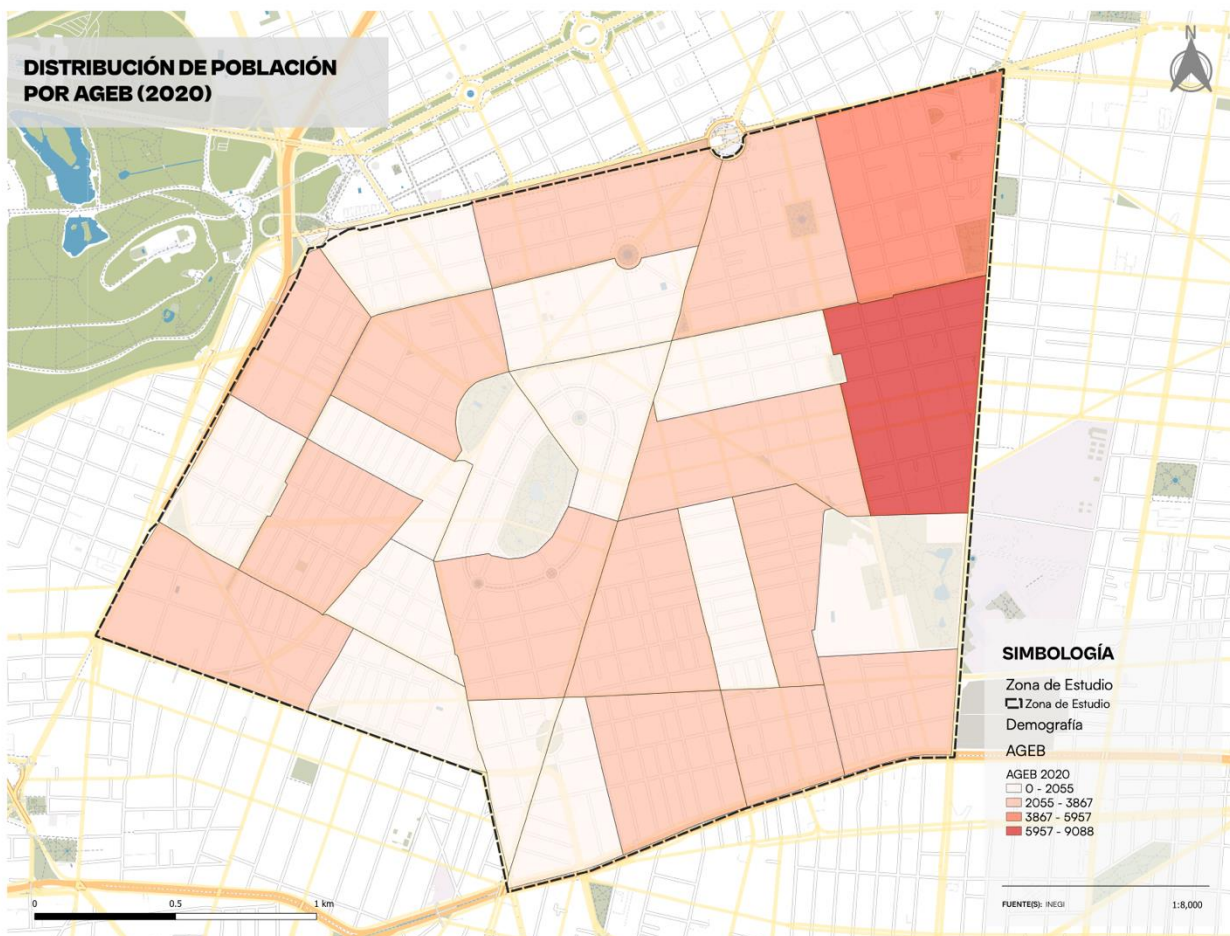 DISTRIBUCIÓN DE POBLACIÓN
POR AGEB (2020)
N
SIMBOLOGÍA
Zona de Estudio
Zona de Estudio
Demografía
AGEB
AGEB 2020
0 - 2055
2055 - 3867
3867 - 5957
5957 - 9088
FUENTE(S): INEGI
1:8,000
0 0.5 1 km